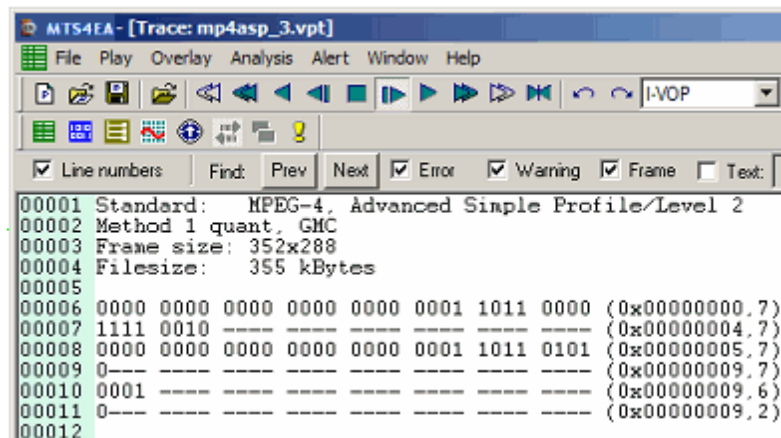 MTS4EA - [Trace: mp4asp_3.vpt]
File Play Overlay Analysis Alert Window Help
I-VOP
Line numbers Find: Prev Next Error Warning Frame Text:
00001 Standard: MPEG-4, Advanced Simple Profile/Level 2
00002 Method 1 quant, GMC
00003 Frame size: 352x288
00004 Filesize: 355 kBytes
00005
00006 0000 0000 0000 0000 0000 0001 1011 0000 (0x00000000,7)
00007 1111 0010 ---- ---- ---- ---- ---- ---- (0x00000004,7)
00008 0000 0000 0000 0000 0000 0001 1011 0101 (0x00000005,7)
00009 0--- ---- ---- ---- ---- ---- ---- ---- (0x00000009,7)
00010 0001 ---- ---- ---- ---- ---- ---- ---- (0x00000009,6)
00011 0--- ---- ---- ---- ---- ---- ---- ---- (0x00000009,2)
00012